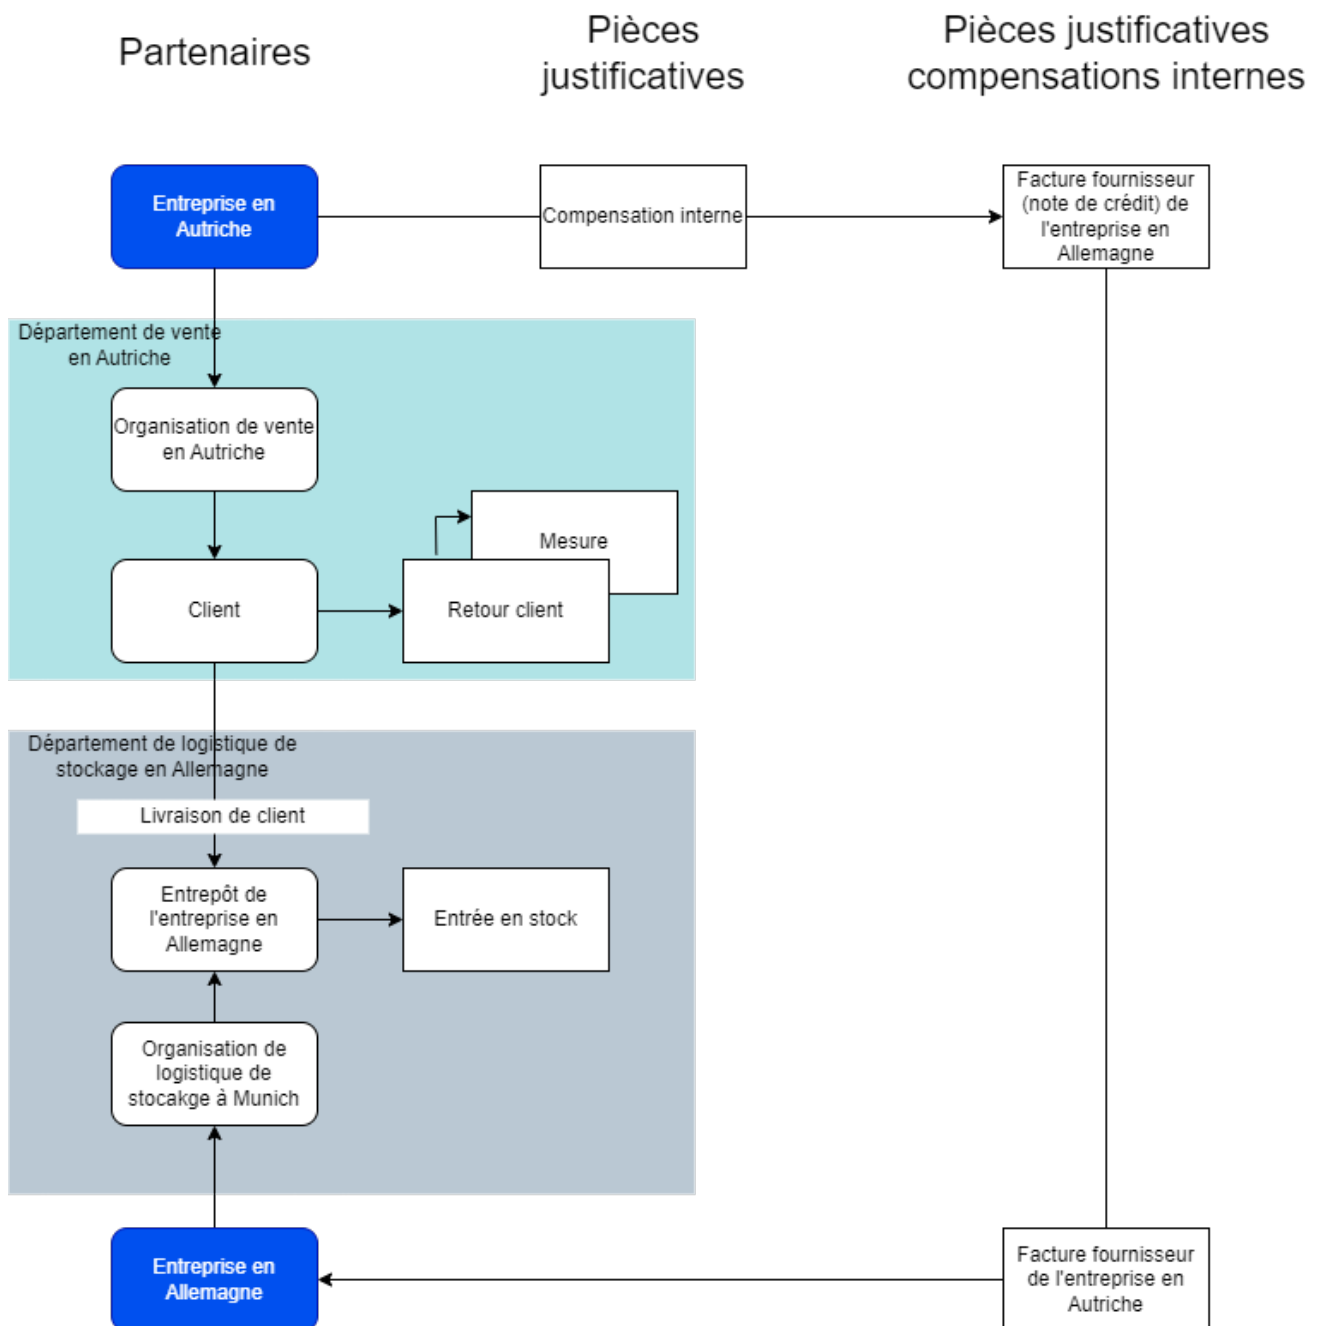 Partenaires
Pièces
justificatives
Pièces justificatives
compensations internes
Entreprise en
Autriche
Compensation interne
Facture fournisseur
(note de crédit) de
l'entreprise en
Allemagne
Département de vente
en Autriche
Organisation de vente
en Autriche
Mesure
Client
Retour client
Département de logistique de
stockage en Allemagne
Livraison de client
Entrepôt de
l'entreprise en
Allemagne
Entrée en stock
Organisation de
logistique de
stocakge à Munich
Entreprise en
Allemagne
Facture fournisseur
de l'entreprise en
Autriche